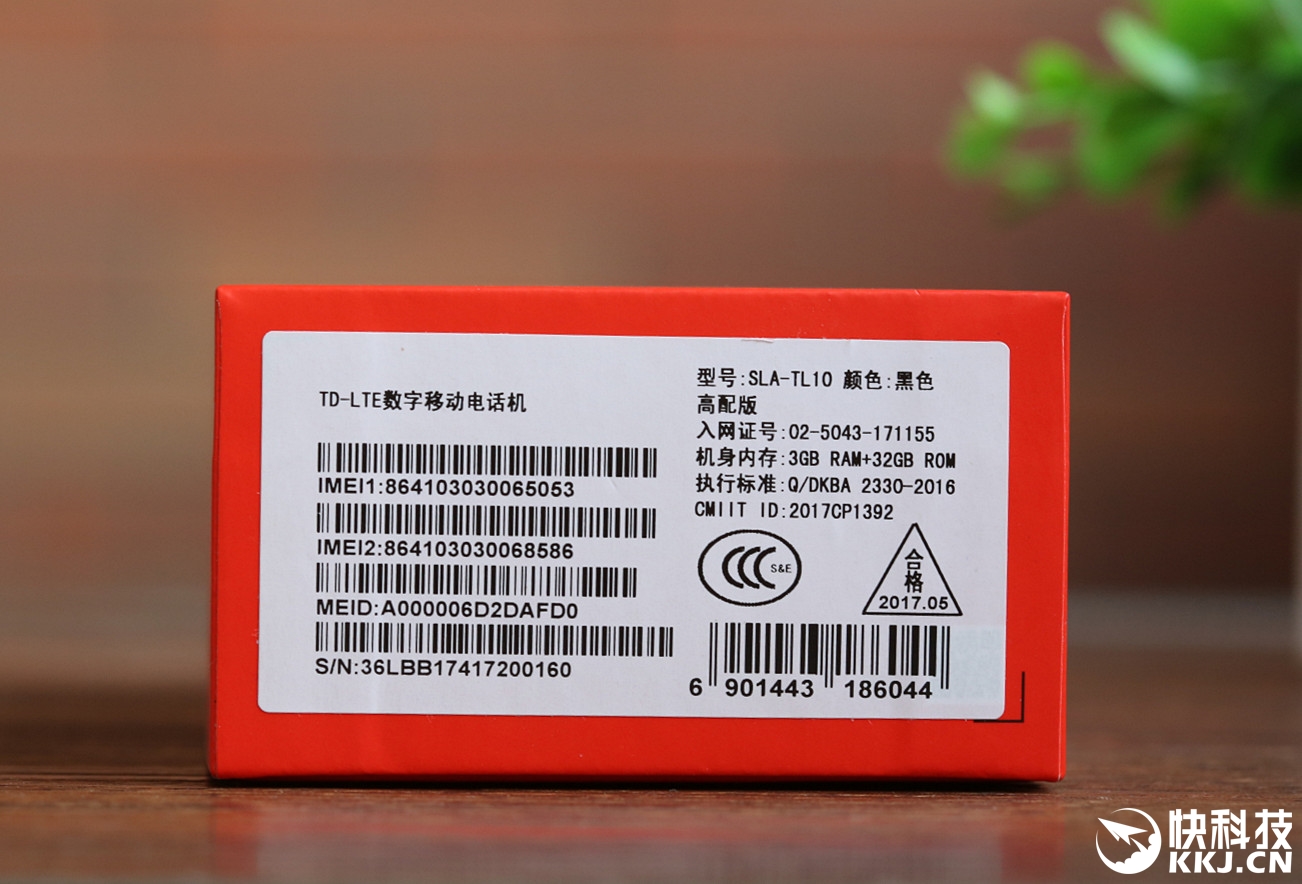 TD-LTE数字移动电话机
IMEI1:864103030065053
IMEI2:864103030068586
MEID:A000006D2DAFD0
S/N:36LBB17417200160
型号:SLA-TL10 颜色:黑色
高配版
入网证号:02-5043-171155
机身内存:3GB RAM+32GB ROM
执行标准:Q/DKBA 2330-2016
CMIIT ID:2017CP1392
CCC S&E
合格
2017.05
6 901443 186044
快科技
KKJ.CN